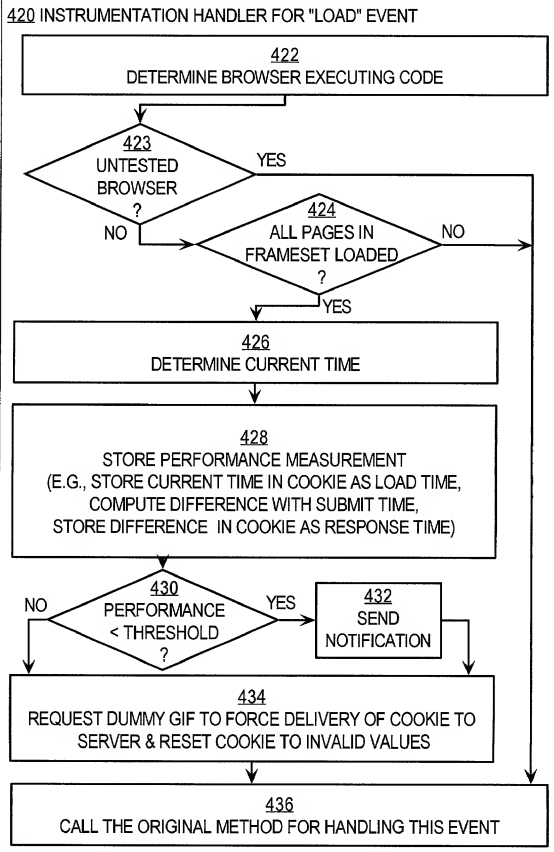 420 INSTRUMENTATION HANDLER FOR "LOAD" EVENT
422
DETERMINE BROWSER EXECUTING CODE
423
UNTESTED
BROWSER
?
YES
NO
424
ALL PAGES IN
FRAMESET LOADED
?
NO
YES
426
DETERMINE CURRENT TIME
428
STORE PERFORMANCE MEASUREMENT
(E.G., STORE CURRENT TIME IN COOKIE AS LOAD TIME,
COMPUTE DIFFERENCE WITH SUBMIT TIME,
STORE DIFFERENCE IN COOKIE AS RESPONSE TIME)
NO
430
PERFORMANCE
< THRESHOLD
?
YES
432
SEND
NOTIFICATION
434
REQUEST DUMMY GIF TO FORCE DELIVERY OF COOKIE TO
SERVER & RESET COOKIE TO INVALID VALUES
436
CALL THE ORIGINAL METHOD FOR HANDLING THIS EVENT